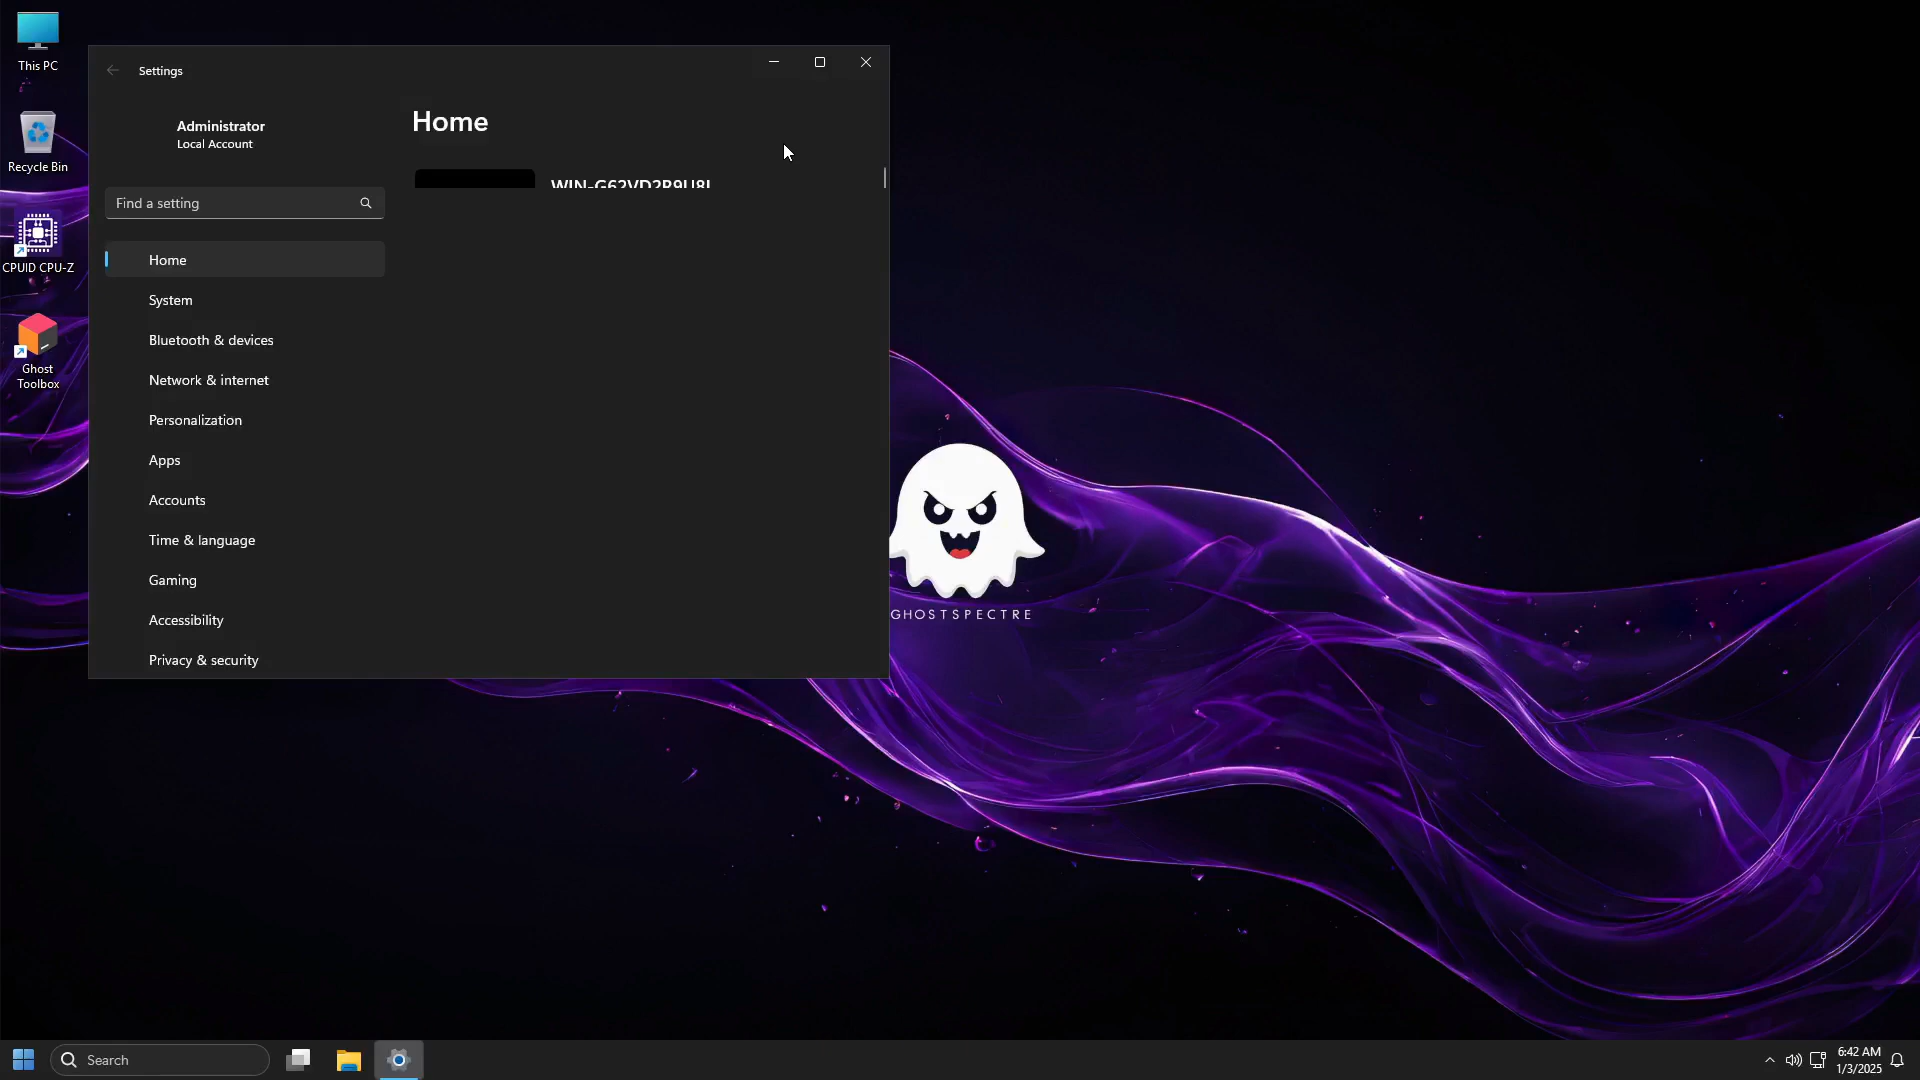 This PC
Recycle Bin
CPUID CPU-Z
Ghost
Toolbox
Settings
Administrator
Local Account
Find a setting
Home
System
Bluetooth & devices
Network & internet
Personalization
Apps
Accounts
Time & language
Gaming
Accessibility
Privacy & security
Home
GHOSTSPECTRE
Search
6:42 AM
1/3/2025